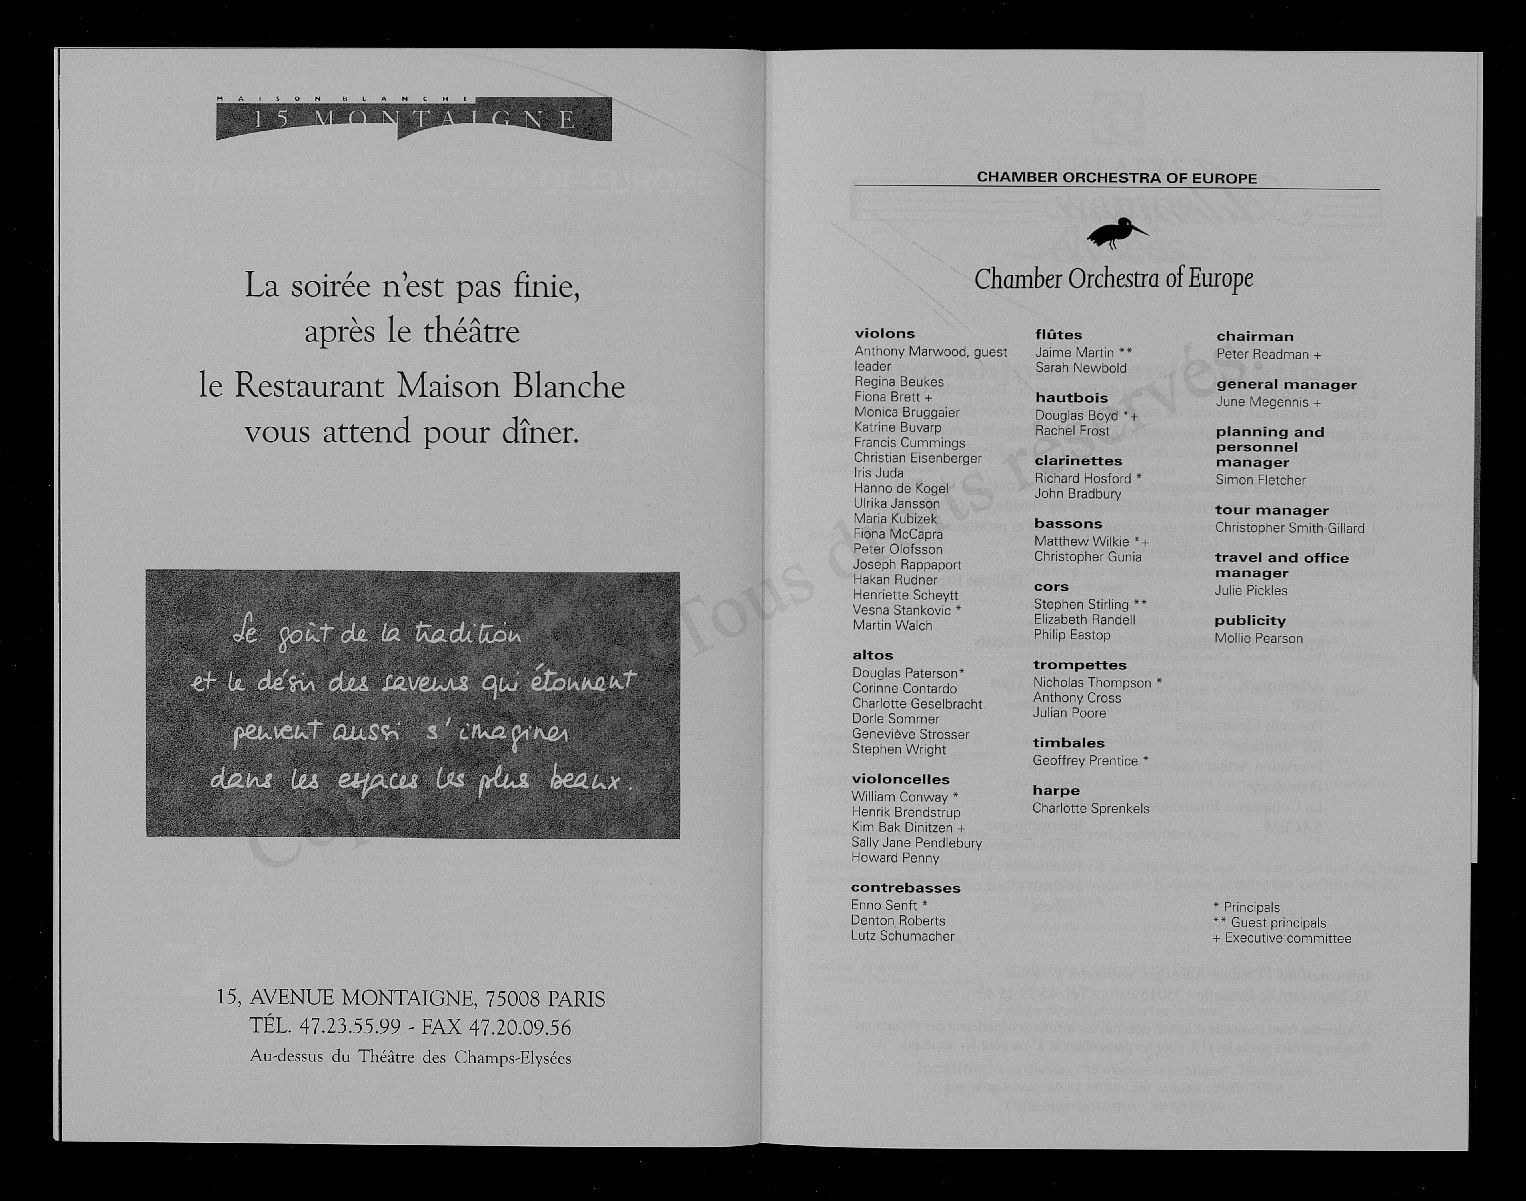 MAISON BLANCHE
15 MONTAIGNE
La soirée n'est pas finie,
après le théâtre
le Restaurant Maison Blanche
vous attend pour dîner.
Le goût de la tradition
et le désir des saveurs qui étonnent
peuvent aussi s'imaginer
dans les espaces les plus beaux.
15, AVENUE MONTAIGNE, 75008 PARIS
TÉL. 47.23.55.99 - FAX 47.20.09.56
Au-dessus du Théâtre des Champs-Elysées
CHAMBER ORCHESTRA OF EUROPE
Chamber Orchestra of Europe
violons
Anthony Marwood, guest
leader
Regina Beukes
Fiona Brett +
Monica Bruggaier
Katrine Buvarp
Francis Cummings
Christian Eisenberger
Iris Juda
Hanno de Kogel
Ulrika Jansson
Maria Kubizek
Fiona McCapra
Peter Olofsson
Joseph Rappaport
Hakan Rudner
Henriette Scheytt
Vesna Stankovic *
Martin Walch
altos
Douglas Paterson*
Corinne Contardo
Charlotte Geselbracht
Dorle Sommer
Geneviève Strosser
Stephen Wright
violoncelles
William Conway *
Henrik Brendstrup
Kim Bak Dinitzen +
Sally Jane Pendlebury
Howard Penny
contrebasses
Enno Senft *
Denton Roberts
Lutz Schumacher
flûtes
Jaime Martin **
Sarah Newbold
hautbois
Douglas Boyd *+
Rachel Frost
clarinettes
Richard Hosford *
John Bradbury
bassons
Matthew Wilkie *+
Christopher Gunia
cors
Stephen Stirling **
Elizabeth Randell
Philip Eastop
trompettes
Nicholas Thompson *
Anthony Cross
Julian Poore
timbales
Geoffrey Prentice *
harpe
Charlotte Sprenkels
chairman
Peter Readman +
general manager
June Megennis +
planning and
personnel
manager
Simon Fletcher
tour manager
Christopher Smith-Gillard
travel and office
manager
Julie Pickles
publicity
Mollie Pearson
* Principals
** Guest principals
+ Executive committee
Tous droits réservés.